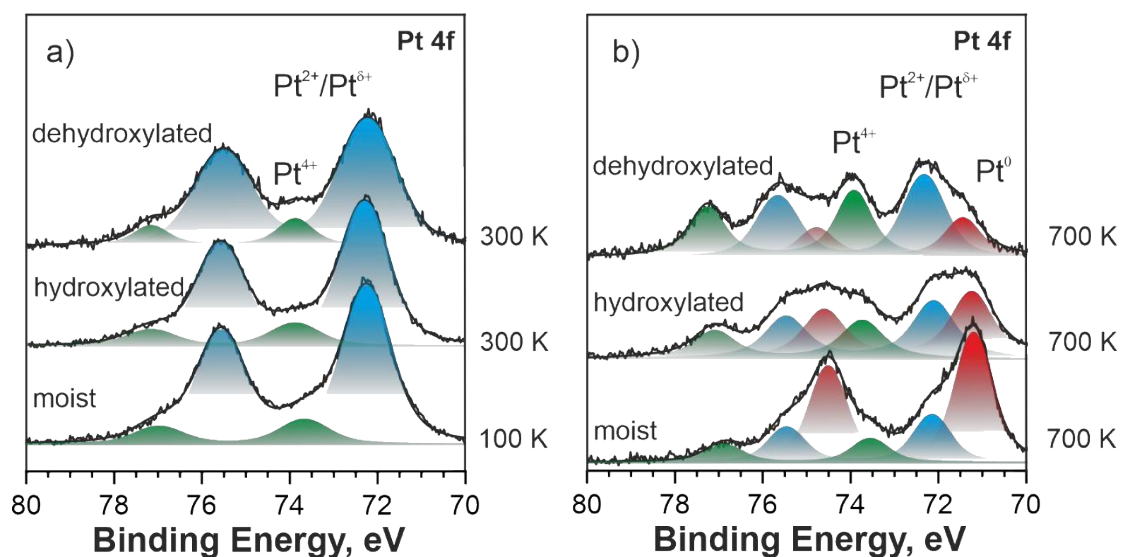 a)
Pt 4f
Pt²⁺/Pt^δ+
dehydroxylated
Pt⁴⁺
300 K
hydroxylated
300 K
moist
100 K
80 78 76 74 72 70
Binding Energy, eV
b)
Pt 4f
Pt²⁺/Pt^δ+
Pt⁴⁺
dehydroxylated
Pt⁰
700 K
hydroxylated
700 K
moist
700 K
80 78 76 74 72 70
Binding Energy, eV